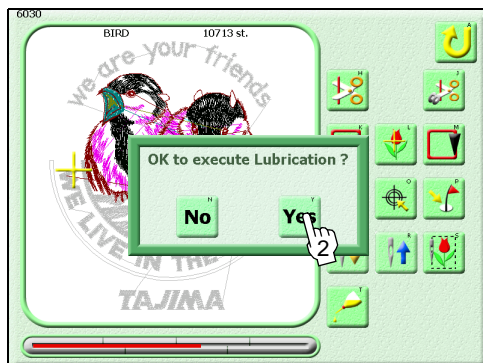 6030
A
BIRD 10713 st.
we are your friends
H
J
K
L
M
OK to execute Lubrication ?
N
Y
No
Yes
2
O
P
R
S
WE LIVE IN THE
TAJIMA
T